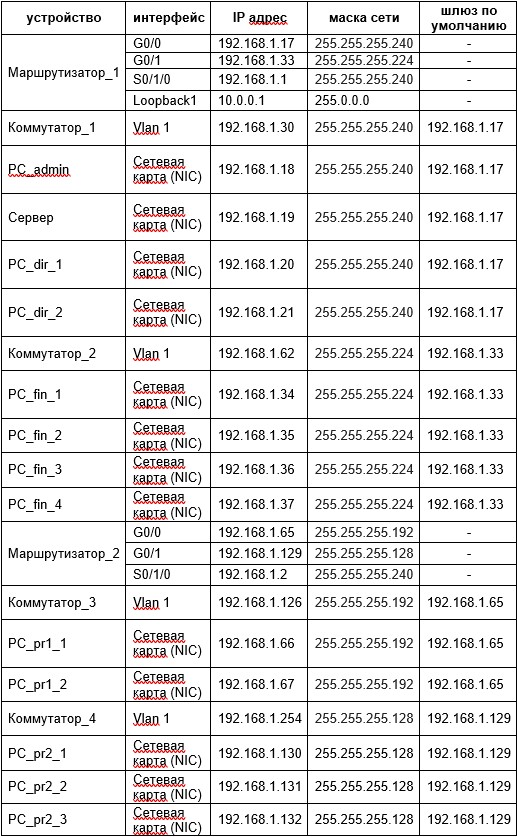 устройство интерфейс IP адрес маска сети шлюз по умолчанию
Маршрутизатор_1 G0/0 192.168.1.17 255.255.255.240 -
G0/1 192.168.1.33 255.255.255.224 -
S0/1/0 192.168.1.1 255.255.255.240 -
Loopback1 10.0.0.1 255.0.0.0 -
Коммутатор_1 Vlan 1 192.168.1.30 255.255.255.240 192.168.1.17
PC_admin Сетевая карта (NIC) 192.168.1.18 255.255.255.240 192.168.1.17
Сервер Сетевая карта (NIC) 192.168.1.19 255.255.255.240 192.168.1.17
PC_dir_1 Сетевая карта (NIC) 192.168.1.20 255.255.255.240 192.168.1.17
PC_dir_2 Сетевая карта (NIC) 192.168.1.21 255.255.255.240 192.168.1.17
Коммутатор_2 Vlan 1 192.168.1.62 255.255.255.224 192.168.1.33
PC_fin_1 Сетевая карта (NIC) 192.168.1.34 255.255.255.224 192.168.1.33
PC_fin_2 Сетевая карта (NIC) 192.168.1.35 255.255.255.224 192.168.1.33
PC_fin_3 Сетевая карта (NIC) 192.168.1.36 255.255.255.224 192.168.1.33
PC_fin_4 Сетевая карта (NIC) 192.168.1.37 255.255.255.224 192.168.1.33
Маршрутизатор_2 G0/0 192.168.1.65 255.255.255.192 -
G0/1 192.168.1.129 255.255.255.128 -
S0/1/0 192.168.1.2 255.255.255.240 -
Коммутатор_3 Vlan 1 192.168.1.126 255.255.255.192 192.168.1.65
PC_pr1_1 Сетевая карта (NIC) 192.168.1.66 255.255.255.192 192.168.1.65
PC_pr1_2 Сетевая карта (NIC) 192.168.1.67 255.255.255.192 192.168.1.65
Коммутатор_4 Vlan 1 192.168.1.254 255.255.255.128 192.168.1.129
PC_pr2_1 Сетевая карта (NIC) 192.168.1.130 255.255.255.128 192.168.1.129
PC_pr2_2 Сетевая карта (NIC) 192.168.1.131 255.255.255.128 192.168.1.129
PC_pr2_3 Сетевая карта (NIC) 192.168.1.132 255.255.255.128 192.168.1.129